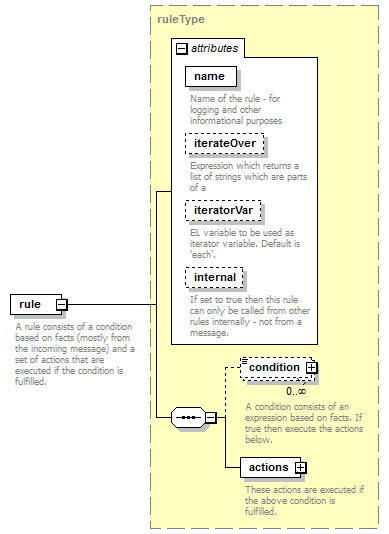 ruleType
attributes
name
Name of the rule - for
logging and other
informational purposes
iterateOver
Expression which returns a
list of strings which are parts
of a
iteratorVar
EL variable to be used as
iterator variable. Default is
'each'.
internal
If set to true then this rule
can only be called from other
rules internally - not from a
message.
rule
A rule consists of a condition
based on facts (mostly from
the incoming message) and a
set of actions that are
executed if the condition is
fulfilled.
condition
0..∞
A condition consists of an
expression based on facts. If
true then execute the actions
below.
actions
These actions are executed if
the above condition is
fulfilled.